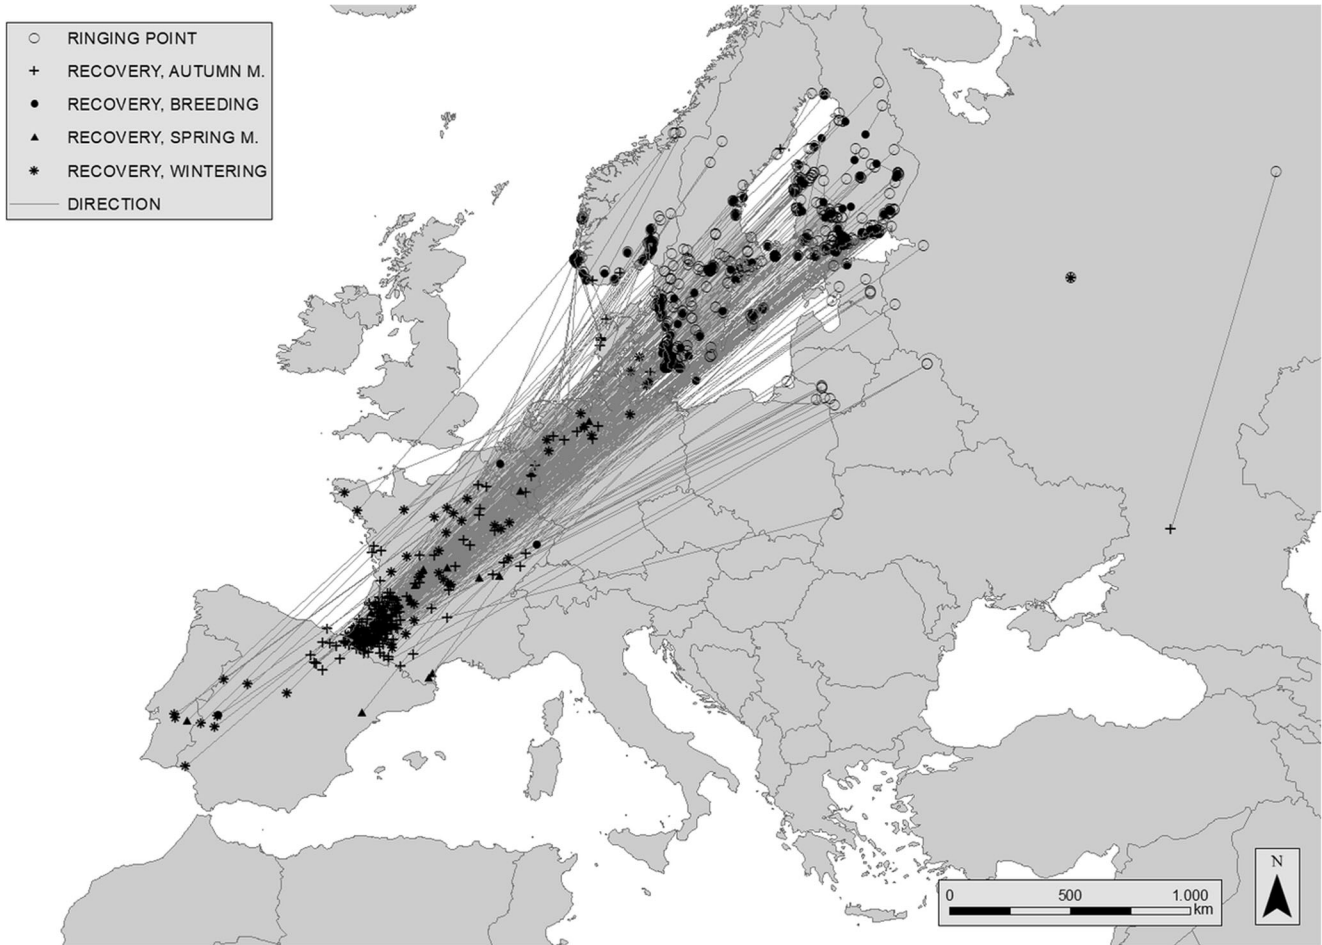 RINGING POINT
RECOVERY, AUTUMN M.
RECOVERY, BREEDING
RECOVERY, SPRING M.
RECOVERY, WINTERING
DIRECTION
N
0 500 1.000
km